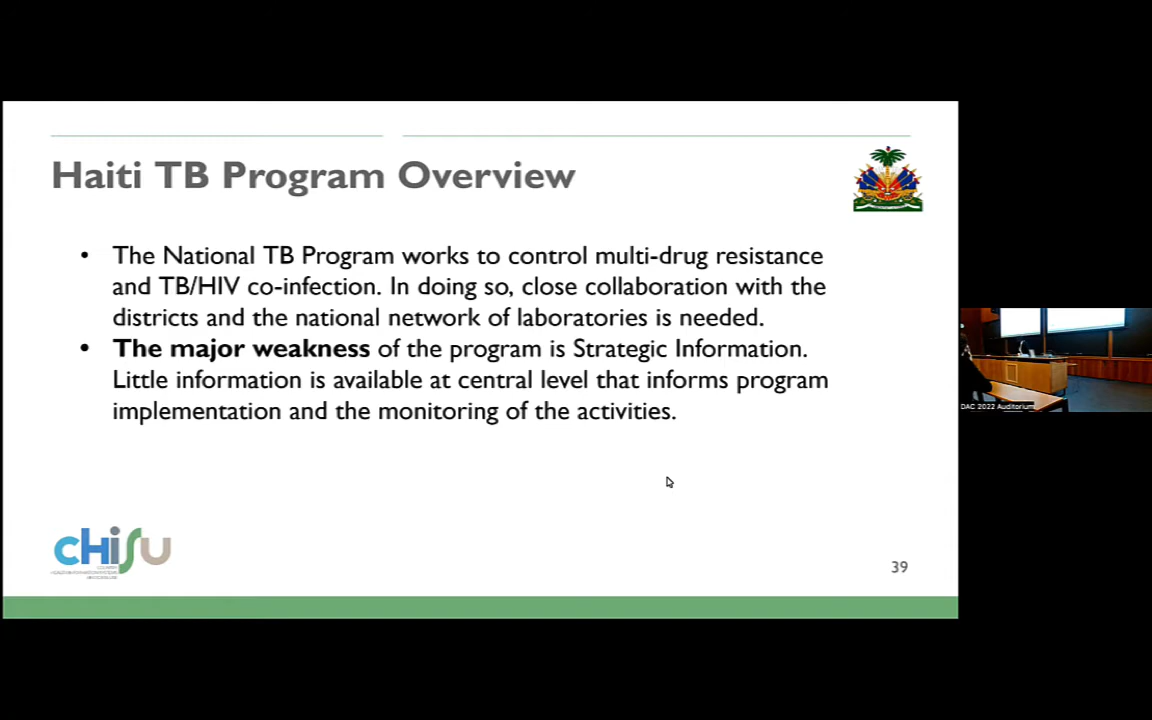 Haiti TB Program Overview
• The National TB Program works to control multi-drug resistance
and TB/HIV co-infection. In doing so, close collaboration with the
districts and the national network of laboratories is needed.
• The major weakness of the program is Strategic Information.
Little information is available at central level that informs program
implementation and the monitoring of the activities.
DAC 2022 Auditorium
CHISU
39